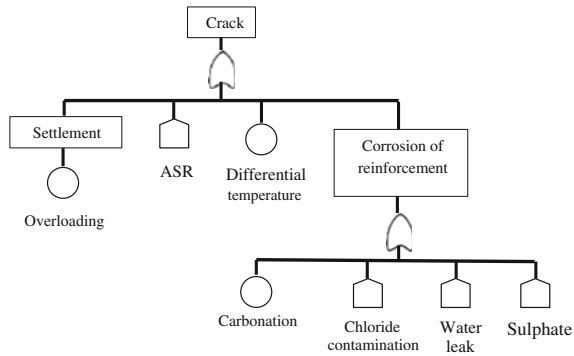 Crack
Settlement
ASR
Differential
temperature
Corrosion of
reinforcement
Overloading
Carbonation
Chloride
contamination
Water
leak
Sulphate